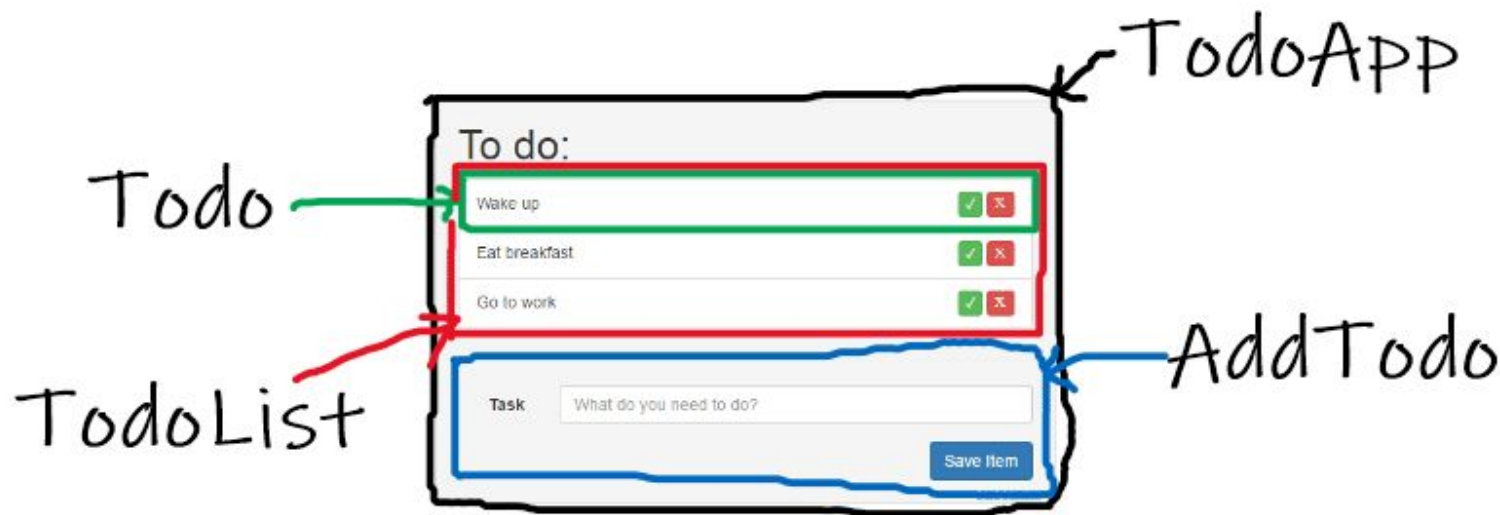 TodoApp
To do:
Todo
Wake up ✓ x
Eat breakfast ✓ x
Go to work ✓ x
AddTodo
TodoList
Task What do you need to do?
Save Item